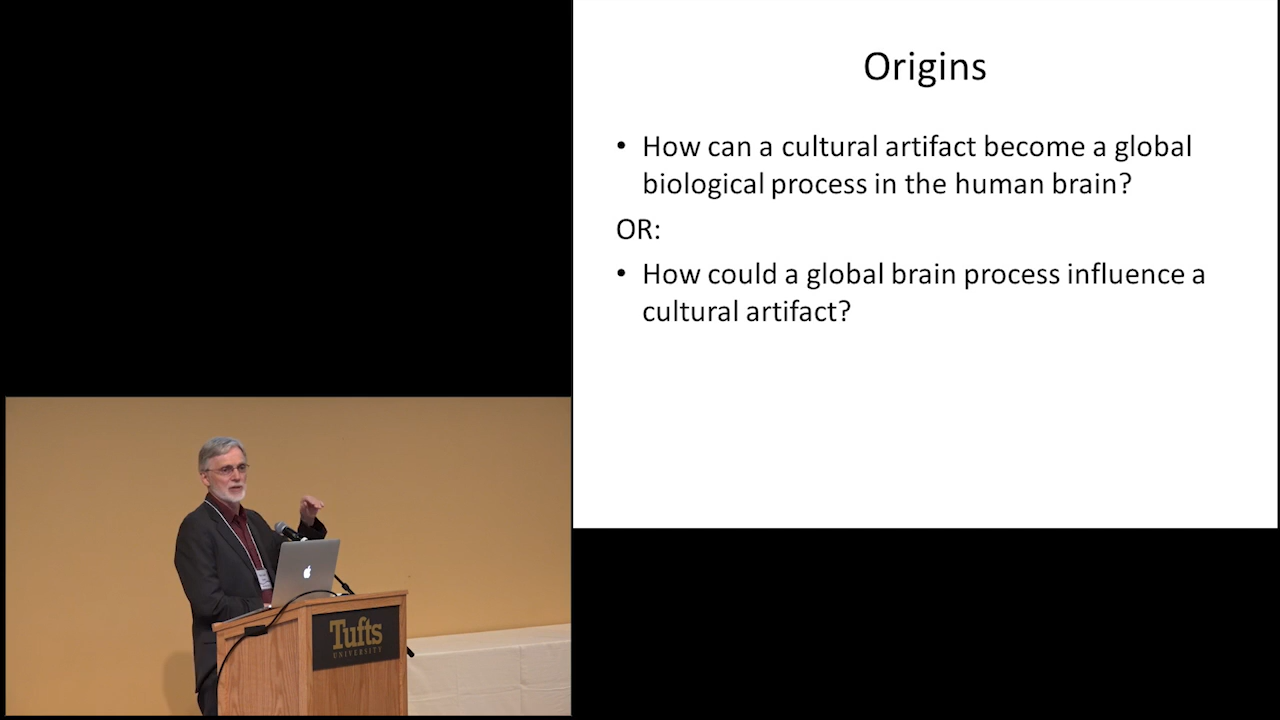 Origins
• How can a cultural artifact become a global
biological process in the human brain?
OR:
• How could a global brain process influence a
cultural artifact?
Tufts
UNIVERSITY